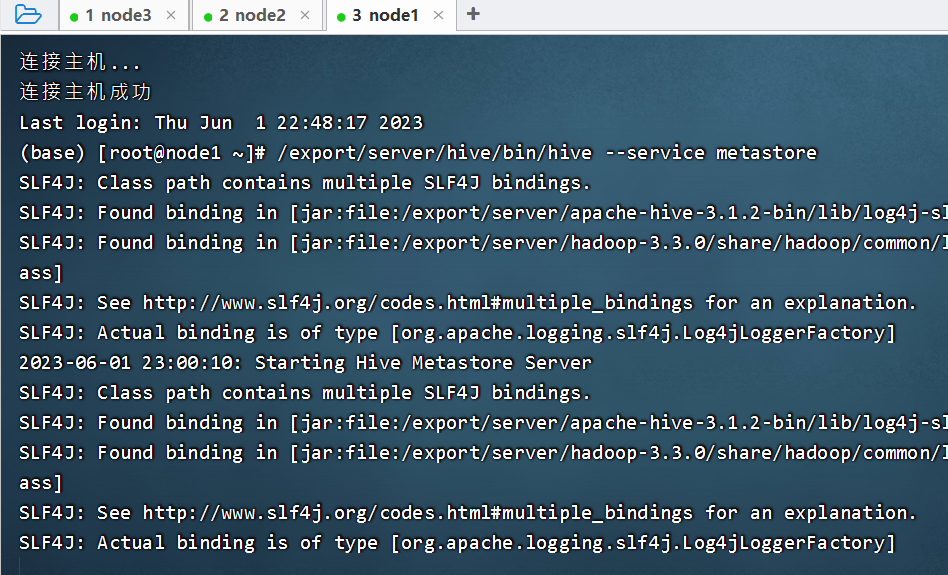 1 node3 × 2 node2 × 3 node1 × +
连接主机...
连接主机成功
Last login: Thu Jun  1 22:48:17 2023
(base) [root@node1 ~]# /export/server/hive/bin/hive --service metastore
SLF4J: Class path contains multiple SLF4J bindings.
SLF4J: Found binding in [jar:file:/export/server/apache-hive-3.1.2-bin/lib/log4j-sl
SLF4J: Found binding in [jar:file:/export/server/hadoop-3.3.0/share/hadoop/common/l
ass]
SLF4J: See http://www.slf4j.org/codes.html#multiple_bindings for an explanation.
SLF4J: Actual binding is of type [org.apache.logging.slf4j.Log4jLoggerFactory]
2023-06-01 23:00:10: Starting Hive Metastore Server
SLF4J: Class path contains multiple SLF4J bindings.
SLF4J: Found binding in [jar:file:/export/server/apache-hive-3.1.2-bin/lib/log4j-sl
SLF4J: Found binding in [jar:file:/export/server/hadoop-3.3.0/share/hadoop/common/l
ass]
SLF4J: See http://www.slf4j.org/codes.html#multiple_bindings for an explanation.
SLF4J: Actual binding is of type [org.apache.logging.slf4j.Log4jLoggerFactory]